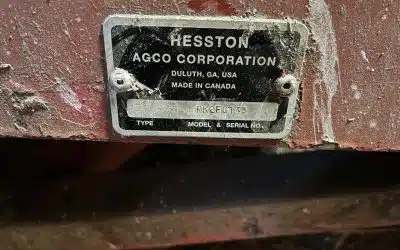 HESSTON
AGCO CORPORATION
DULUTH, GA, USA
MADE IN CANADA
TYPE MODEL & SERIAL NO.